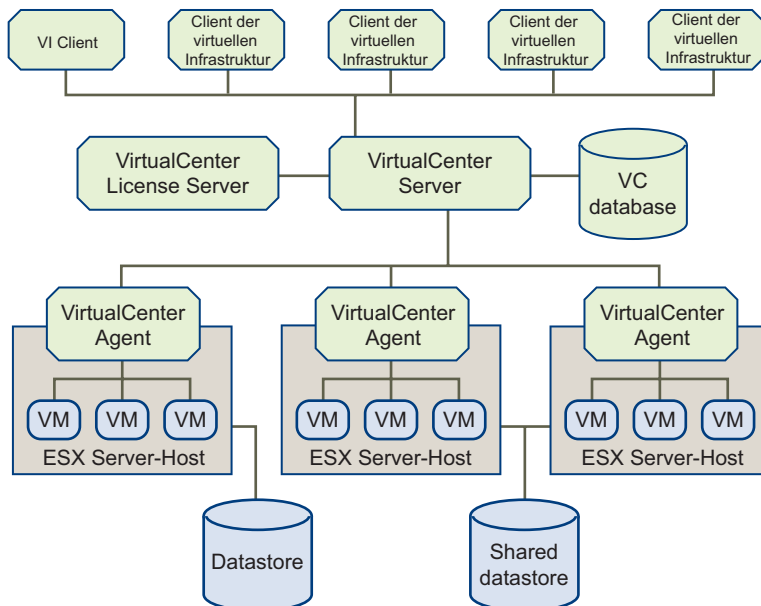 VI Client
Client der
virtuellen
Infrastruktur
Client der
virtuellen
Infrastruktur
Client der
virtuellen
Infrastruktur
Client der
virtuellen
Infrastruktur
VirtualCenter
License Server
VirtualCenter
Server
VC
database
VirtualCenter
Agent
VirtualCenter
Agent
VirtualCenter
Agent
VM
VM
VM
VM
VM
VM
VM
VM
VM
ESX Server-Host
ESX Server-Host
ESX Server-Host
Datastore
Shared
datastore